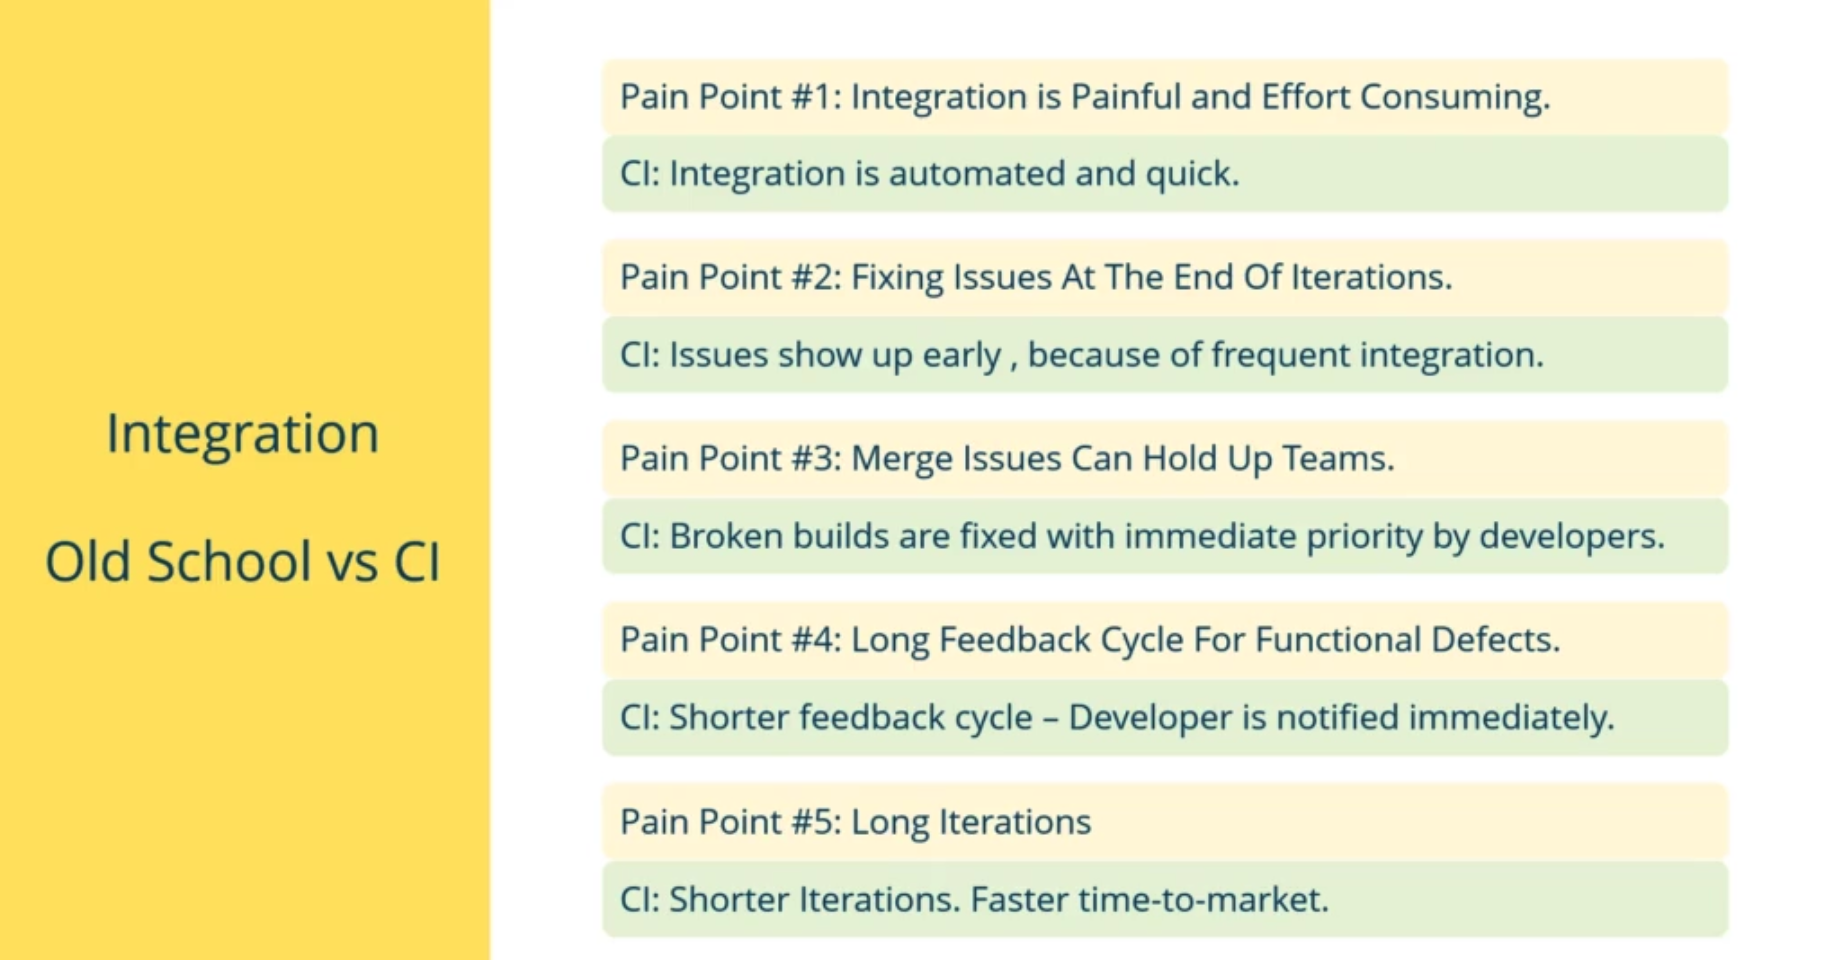 Integration
Old School vs CI
Pain Point #1: Integration is Painful and Effort Consuming.
CI: Integration is automated and quick.
Pain Point #2: Fixing Issues At The End Of Iterations.
CI: Issues show up early , because of frequent integration.
Pain Point #3: Merge Issues Can Hold Up Teams.
CI: Broken builds are fixed with immediate priority by developers.
Pain Point #4: Long Feedback Cycle For Functional Defects.
CI: Shorter feedback cycle – Developer is notified immediately.
Pain Point #5: Long Iterations
CI: Shorter Iterations. Faster time-to-market.